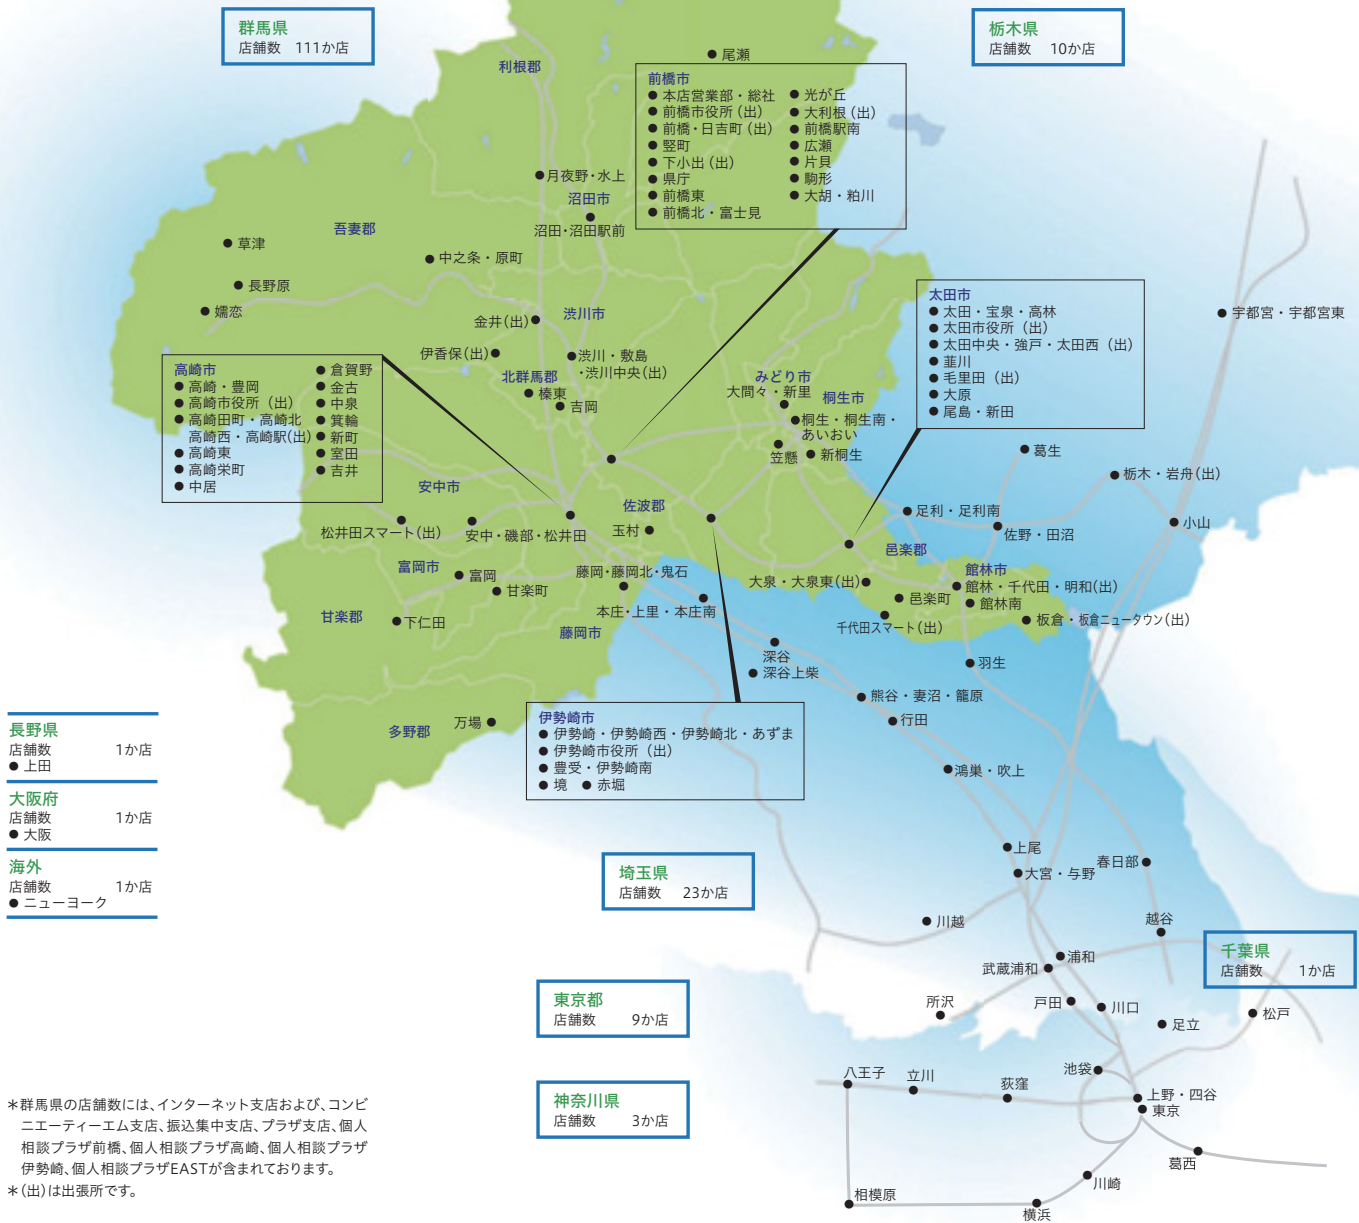 群馬県
店舗数 111か店
栃木県
店舗数 10か店
尾瀬
利根郡
前橋市
● 本店営業部・総社
● 前橋市役所(出)
● 前橋・日吉町(出)
● 竪町
● 下小出(出)
● 県庁
● 前橋東
● 前橋北・富士見
● 光が丘
● 大利根(出)
● 前橋駅南
● 広瀬
● 片貝
● 駒形
● 大胡・粕川
月夜野・水上
沼田市
沼田・沼田駅前
吾妻郡
草津
中之条・原町
長野原
嬬恋
金井(出)
渋川市
伊香保(出)
渋川・敷島
・渋川中央(出)
北群馬郡
榛東
吉岡
高崎市
● 高崎・豊岡
● 高崎市役所(出)
● 高崎田町・高崎北
高崎西・高崎駅(出)
● 高崎東
● 高崎栄町
● 中居
● 倉賀野
● 金古
● 中泉
● 箕輪
● 新町
● 室田
● 吉井
太田市
● 太田・宝泉・高林
● 太田市役所(出)
● 太田中央・強戸・太田西(出)
● 韮川
● 毛里田(出)
● 大原
● 尾島・新田
宇都宮・宇都宮東
みどり市
大間々・新里
桐生市
桐生・桐生南・
あいおい
笠懸
新桐生
葛生
栃木・岩舟(出)
安中市
佐波郡
足利・足利南
小山
松井田スマート(出)
安中・磯部・松井田
玉村
佐野・田沼
邑楽郡
富岡市
富岡
藤岡・藤岡北・鬼石
大泉・大泉東(出)
館林市
館林・千代田・明和(出)
甘楽町
邑楽町
館林南
甘楽郡
下仁田
本庄・上里・本庄南
千代田スマート(出)
板倉・板倉ニュータウン(出)
藤岡市
深谷
深谷上柴
羽生
熊谷・妻沼・籠原
行田
多野郡
万場
伊勢崎市
● 伊勢崎・伊勢崎西・伊勢崎北・あずま
● 伊勢崎市役所(出)
● 豊受・伊勢崎南
● 境 ● 赤堀
鴻巣・吹上
長野県
店舗数 1か店
● 上田
大阪府
店舗数 1か店
● 大阪
海外
店舗数 1か店
● ニューヨーク
上尾
大宮・与野
春日部
埼玉県
店舗数 23か店
川越
越谷
千葉県
店舗数 1か店
浦和
武蔵浦和
東京都
店舗数 9か店
所沢
戸田
川口
足立
松戸
八王子
立川
荻窪
池袋
上野・四谷
東京
神奈川県
店舗数 3か店
葛西
川崎
相模原
横浜
＊群馬県の店舗数には、インターネット支店および、コンビ
ニエーティーエム支店、振込集中支店、プラザ支店、個人
相談プラザ前橋、個人相談プラザ高崎、個人相談プラザ
伊勢崎、個人相談プラザEASTが含まれております。
＊(出)は出張所です。